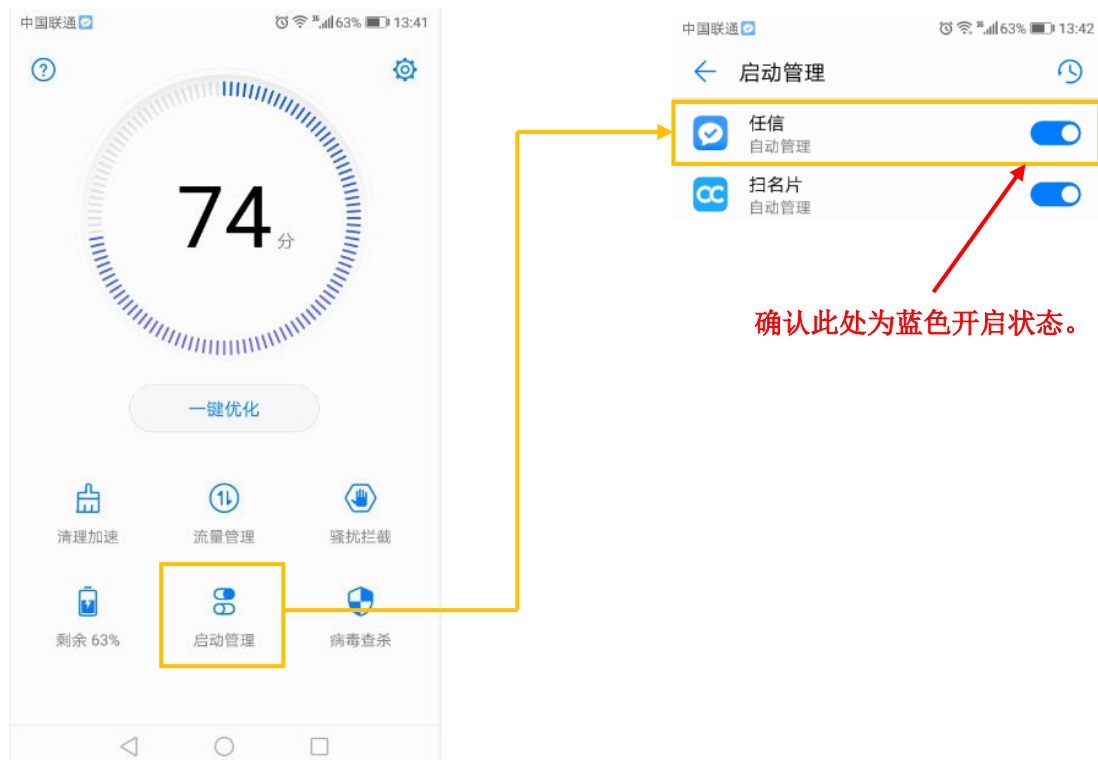 中国联通 63% 13:41
74分
一键优化
清理加速 流量管理 骚扰拦截
剩余 63% 启动管理 病毒查杀
中国联通 63% 13:42
启动管理
任信
自动管理
CC 扫名片
自动管理
确认此处为蓝色开启状态。